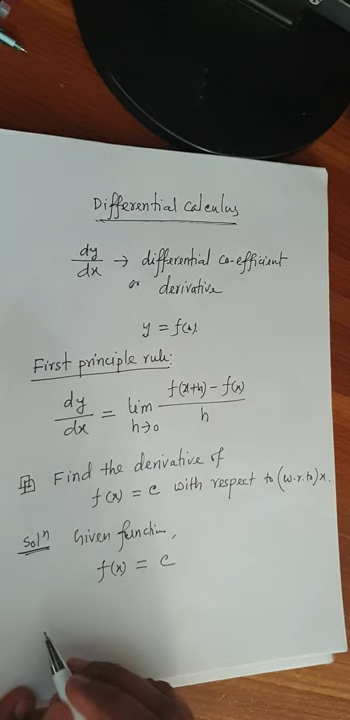 Differential calculus
dy/dx → differential co-efficient
or derivative
y = f(x).
First principle rule:
dy/dx = lim h→0 f(x+h) - f(x) / h
Find the derivative of
f(x) = c with respect to (w.r.to) x.
Solⁿ Given function,
f(x) = c